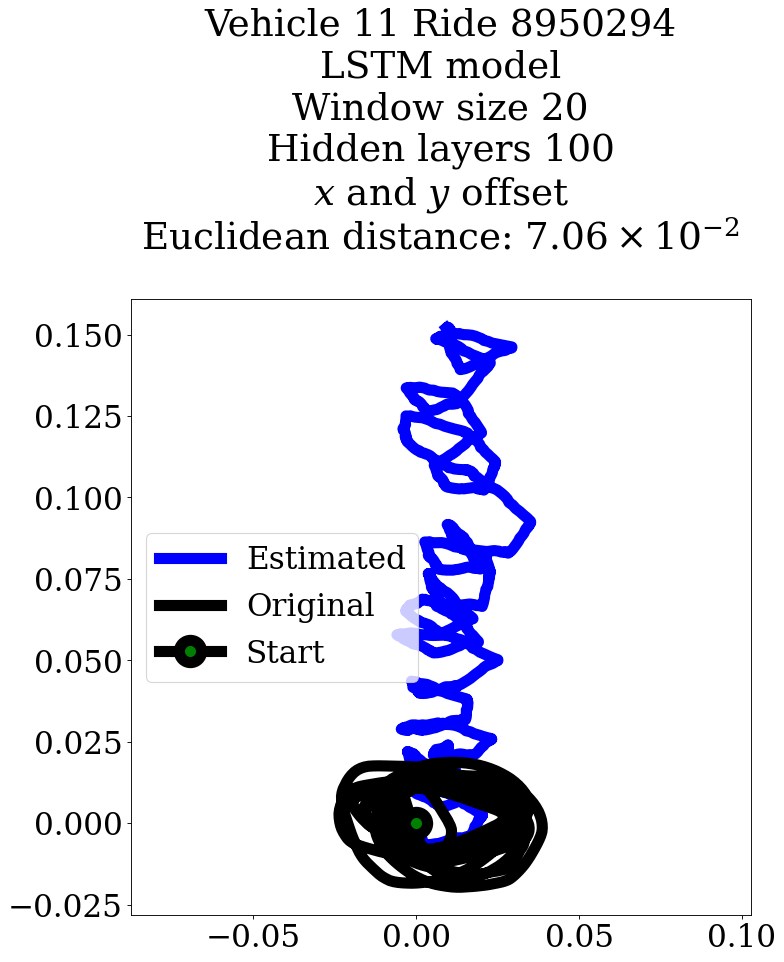 Vehicle 11 Ride 8950294
LSTM model
Window size 20
Hidden layers 100
x and y offset
Euclidean distance: 7.06 × 10⁻²
0.150
0.125
0.100
0.075
0.050
0.025
0.000
−0.025
Estimated
Original
Start
−0.05 0.00 0.05 0.10